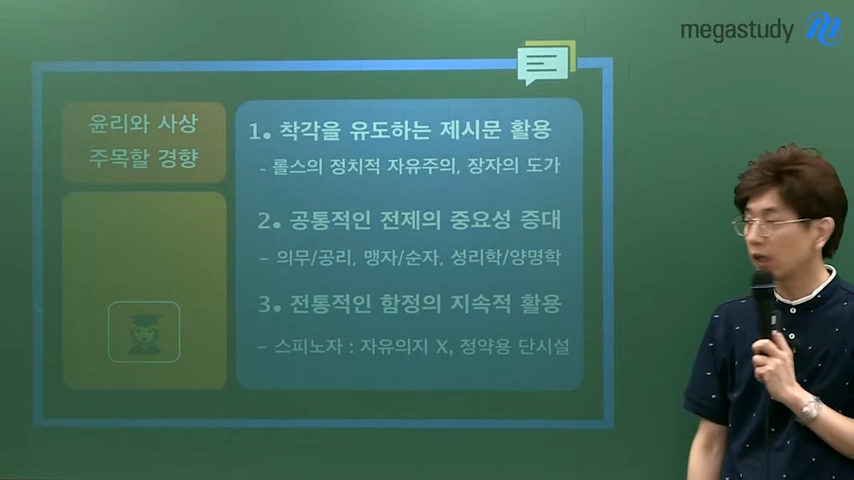 megastudy
윤리와 사상
주목할 경향
1. 착각을 유도하는 제시문 활용
- 롤스의 정치적 자유주의, 장자의 도가
2. 공통적인 전제의 중요성 증대
- 의무/공리, 맹자/순자, 성리학/양명학
3. 전통적인 함정의 지속적 활용
- 스피노자 : 자유의지 X, 정약용 단시설